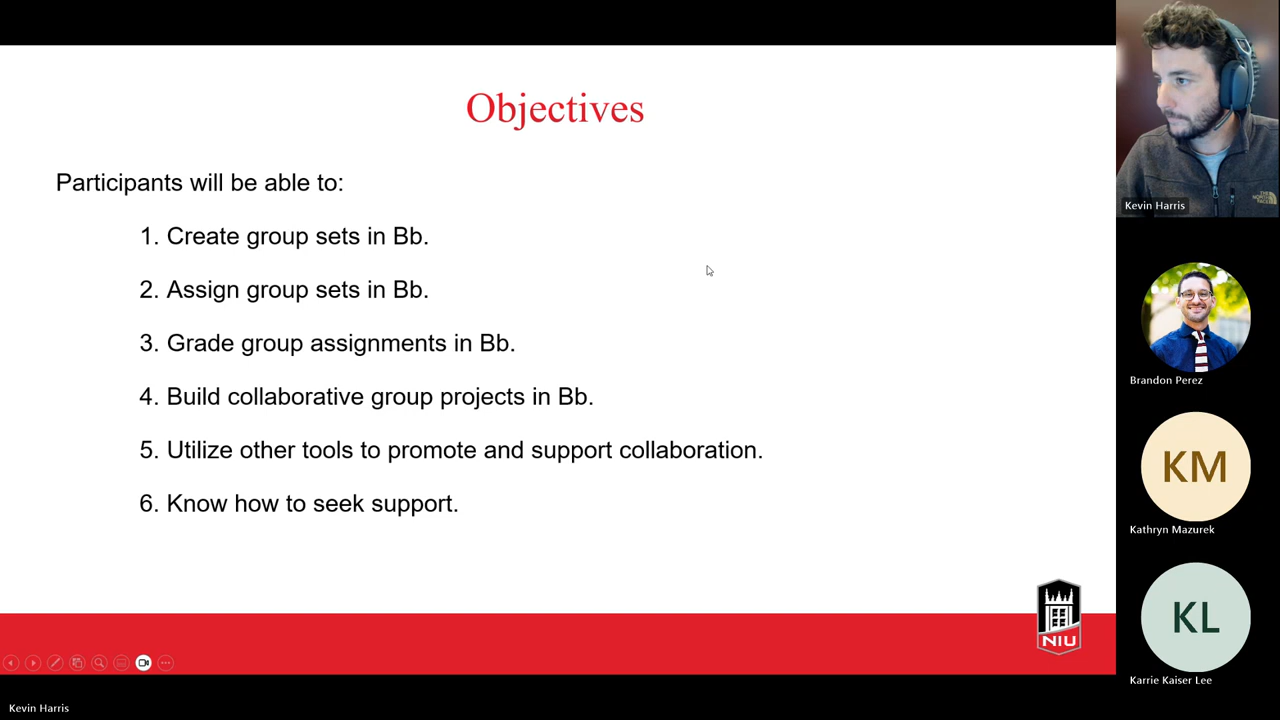 Objectives
Participants will be able to:
1. Create group sets in Bb.
2. Assign group sets in Bb.
3. Grade group assignments in Bb.
4. Build collaborative group projects in Bb.
5. Utilize other tools to promote and support collaboration.
6. Know how to seek support.
NIU
Kevin Harris
THE NORTH FACE
Kevin Harris
Brandon Perez
KM
Kathryn Mazurek
KL
Karrie Kaiser Lee